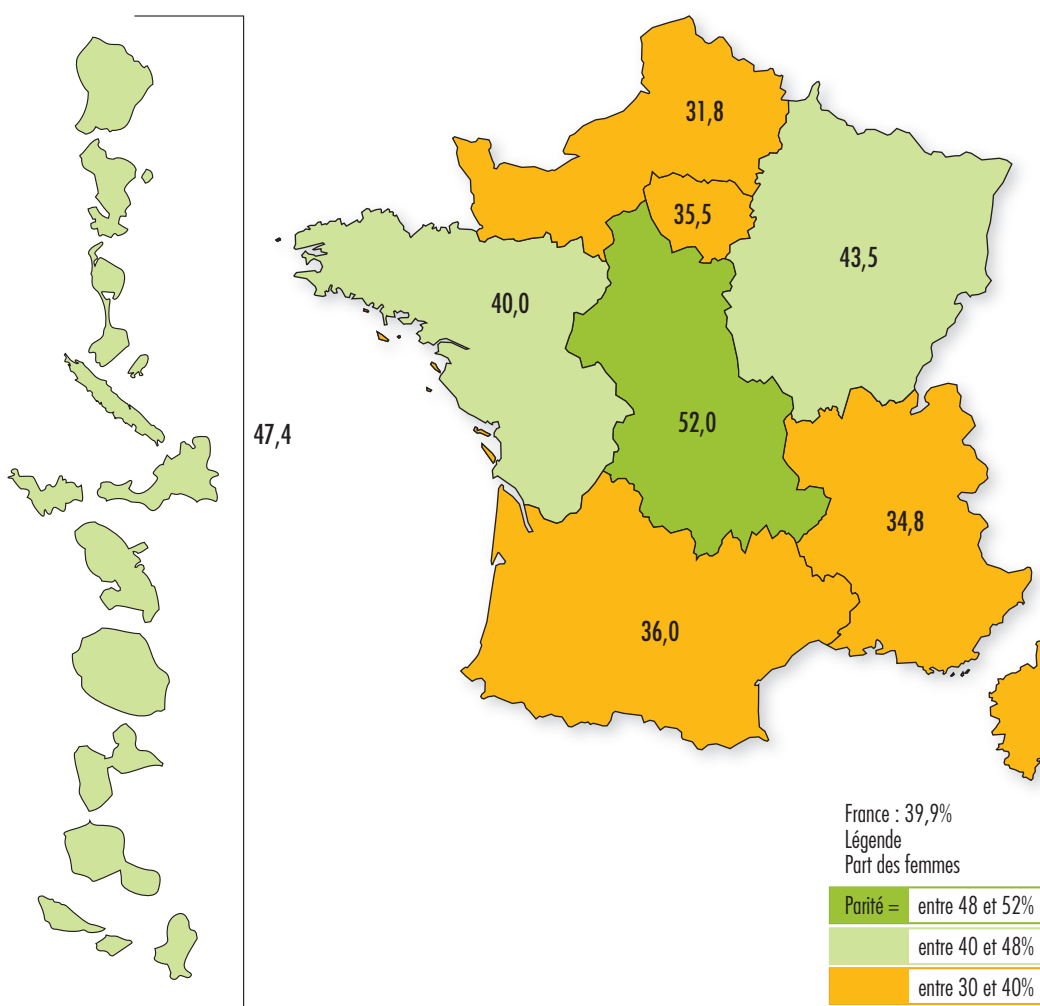 31,8
35,5
43,5
40,0
47,4
52,0
34,8
36,0
France : 39,9%
Légende
Part des femmes
Parité = entre 48 et 52%
entre 40 et 48%
entre 30 et 40%